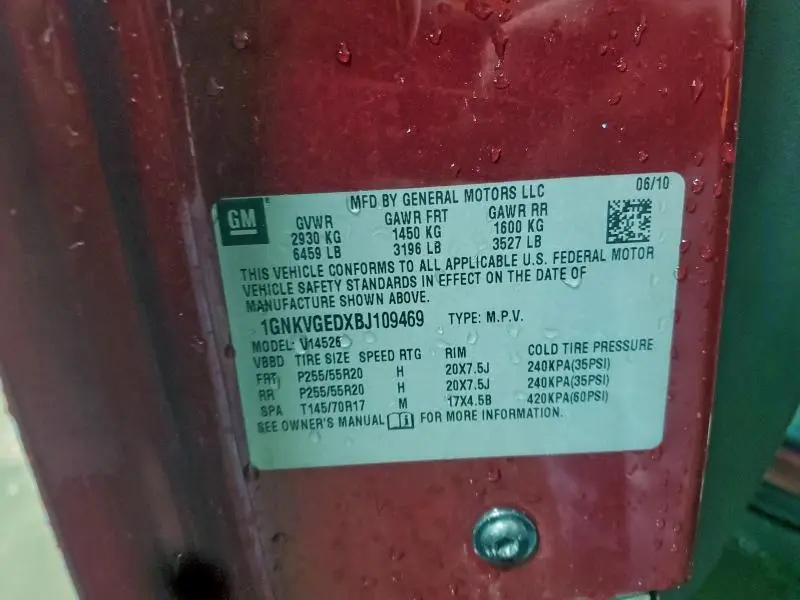 GM
MFD BY GENERAL MOTORS LLC 06/10
GVWR GAWR FRT GAWR RR
2930 KG 1450 KG 1600 KG
6459 LB 3196 LB 3527 LB
THIS VEHICLE CONFORMS TO ALL APPLICABLE U.S. FEDERAL MOTOR
VEHICLE SAFETY STANDARDS IN EFFECT ON THE DATE OF
MANUFACTURE SHOWN ABOVE.
1GNKVGEDXBJ109469 TYPE: M.P.V.
MODEL: V14526
VBBD TIRE SIZE SPEED RTG RIM COLD TIRE PRESSURE
FRT P255/55R20 H 20X7.5J 240KPA(35PSI)
RR P255/55R20 H 20X7.5J 240KPA(35PSI)
SPA T145/70R17 M 17X4.5B 420KPA(60PSI)
SEE OWNER'S MANUAL FOR MORE INFORMATION.